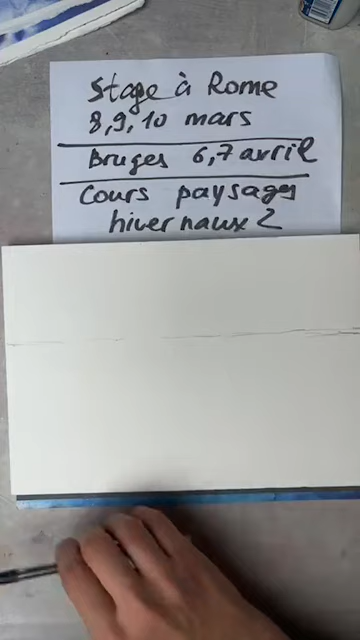 Stage à Rome
8, 9, 10 mars
Bruges 6, 7 avril
Cours paysages
hivernaux 2